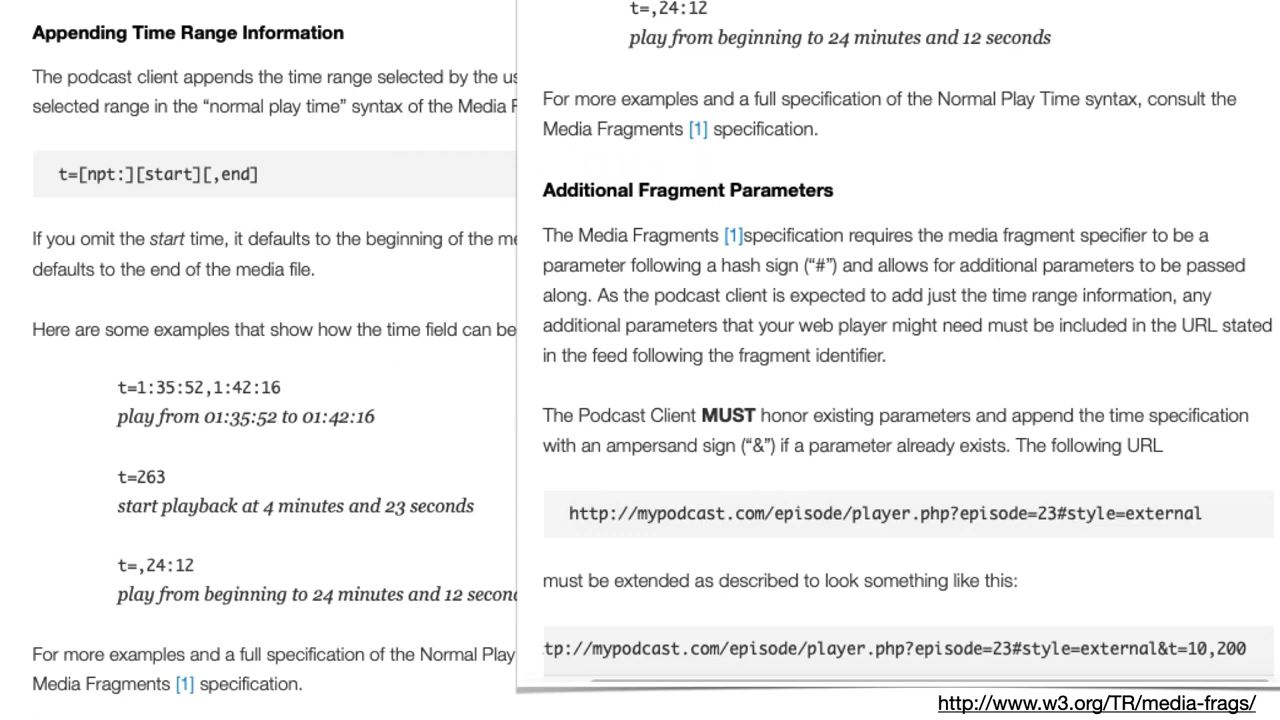 Appending Time Range Information
The podcast client appends the time range selected by the
selected range in the “normal play time” syntax of the Media
t=[npt:][start][,end]
If you omit the start time, it defaults to the beginning of the
defaults to the end of the media file.
Here are some examples that show how the time field can be
t=1:35:52,1:42:16
play from 01:35:52 to 01:42:16
t=263
start playback at 4 minutes and 23 seconds
t=,24:12
play from beginning to 24 minutes and 12
For more examples and a full specification of the Normal Play
Media Fragments [1] specification.
t=,24:12
play from beginning to 24 minutes and 12 seconds
For more examples and a full specification of the Normal Play Time syntax, consult the
Media Fragments [1] specification.
Additional Fragment Parameters
The Media Fragments [1]specification requires the media fragment specifier to be a
parameter following a hash sign (“#”) and allows for additional parameters to be passed
along. As the podcast client is expected to add just the time range information, any
additional parameters that your web player might need must be included in the URL stated
in the feed following the fragment identifier.
The Podcast Client MUST honor existing parameters and append the time specification
with an ampersand sign (“&”) if a parameter already exists. The following URL
http://mypodcast.com/episode/player.php?episode=23#style=external
must be extended as described to look something like this:
tp://mypodcast.com/episode/player.php?episode=23#style=external&t=10,200
http://www.w3.org/TR/media-frags/